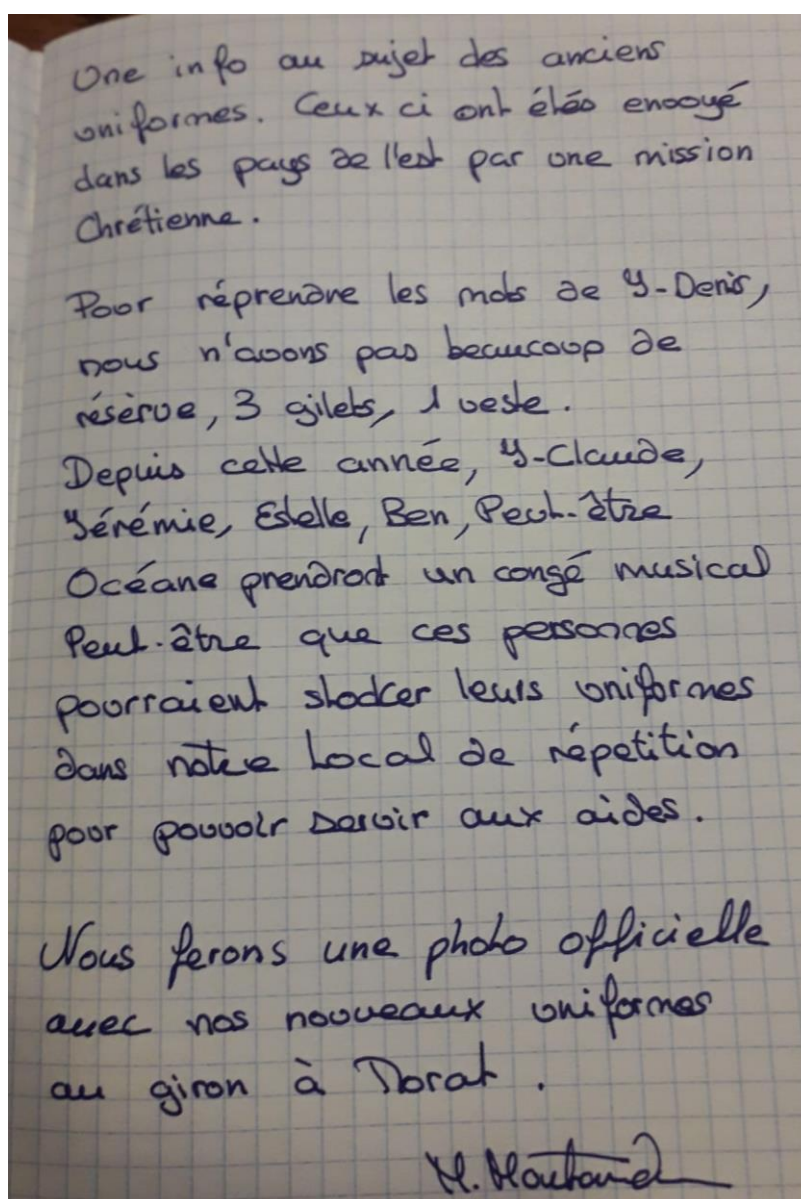 Une info au sujet des anciens
uniformes. Ceux ci ont étés envoyé
dans les pays de l'est par une mission
Chrétienne.
Pour réprendre les mots de J-Denis,
nous n'avons pas beaucoup de
résèrve, 3 gilets, 1 veste.
Depuis cette année, J-Claude,
Jérémie, Estelle, Ben, Peut-être
Océane prendront un congé musical
Peut-être que ces personnes
pourraient stocker leurs uniformes
dans notre Local de répetition
pour pouvoir servir aux aides.
Nous ferons une photo officielle
avec nos nouveaux uniformes
au giron à Morat.